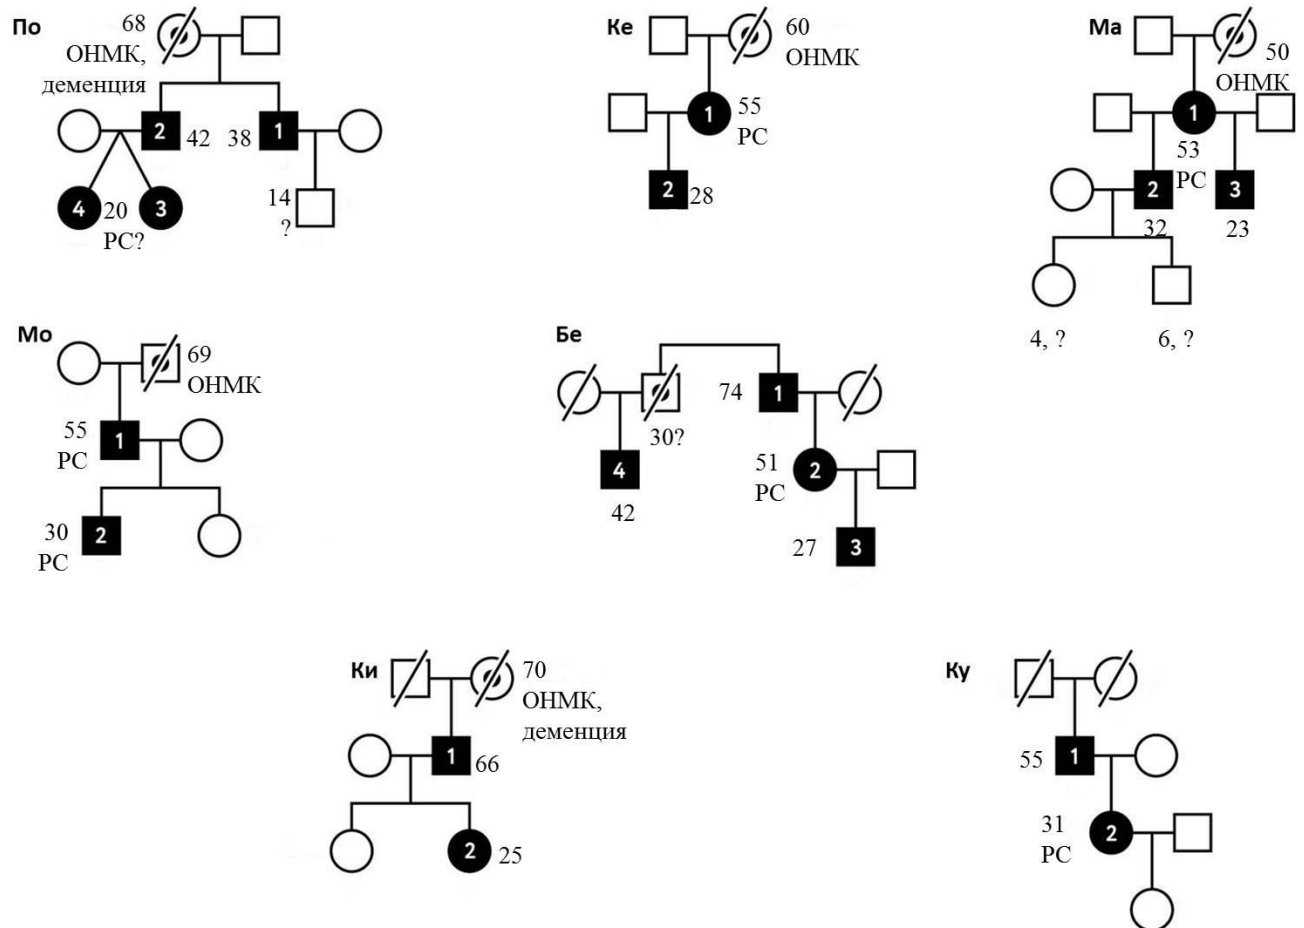 По
68
ОНМК,
деменция
2
42
38
1
4
20
РС?
3
14
?
Ке
60
ОНМК
1
55
РС
2
28
Ма
50
ОНМК
1
53
РС
2
32
3
23
4, ?
6, ?
Мо
69
ОНМК
55
РС
1
30
РС
2
Бе
74
1
30?
4
42
51
РС
2
27
3
Ки
70
ОНМК,
деменция
1
66
2
25
Ку
55
1
31
РС
2